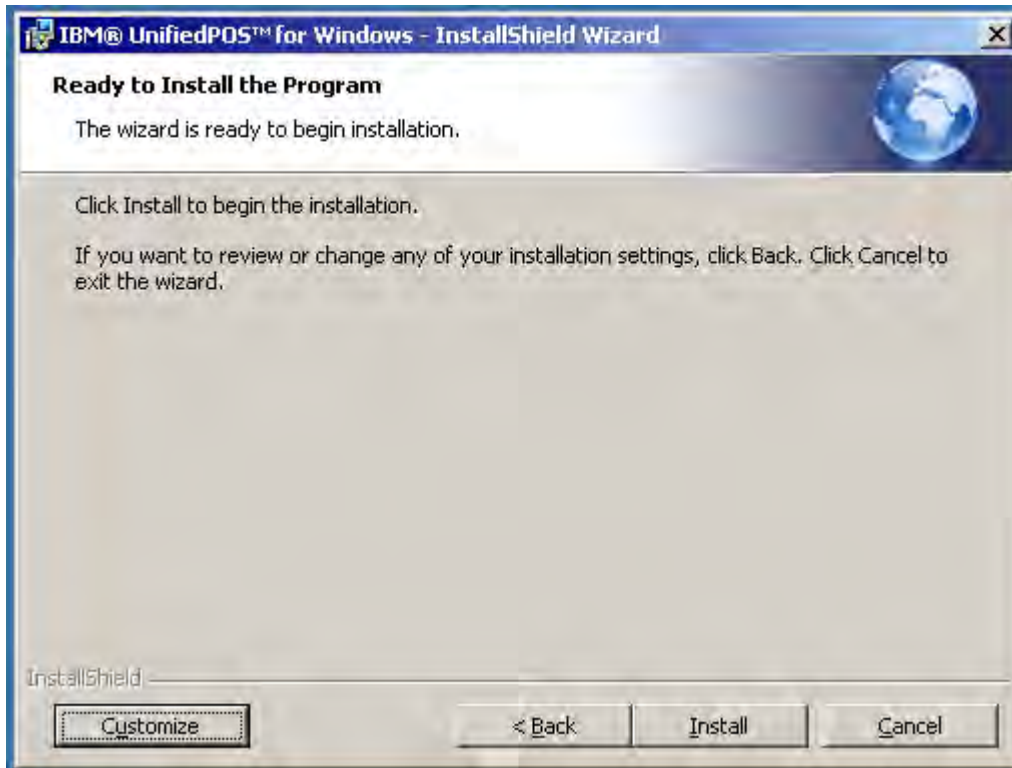 IBM® UnifiedPOS™ for Windows - InstallShield Wizard
Ready to Install the Program
The wizard is ready to begin installation.
Click Install to begin the installation.
If you want to review or change any of your installation settings, click Back. Click Cancel to
exit the wizard.
InstallShield
Customize
< Back
Install
Cancel